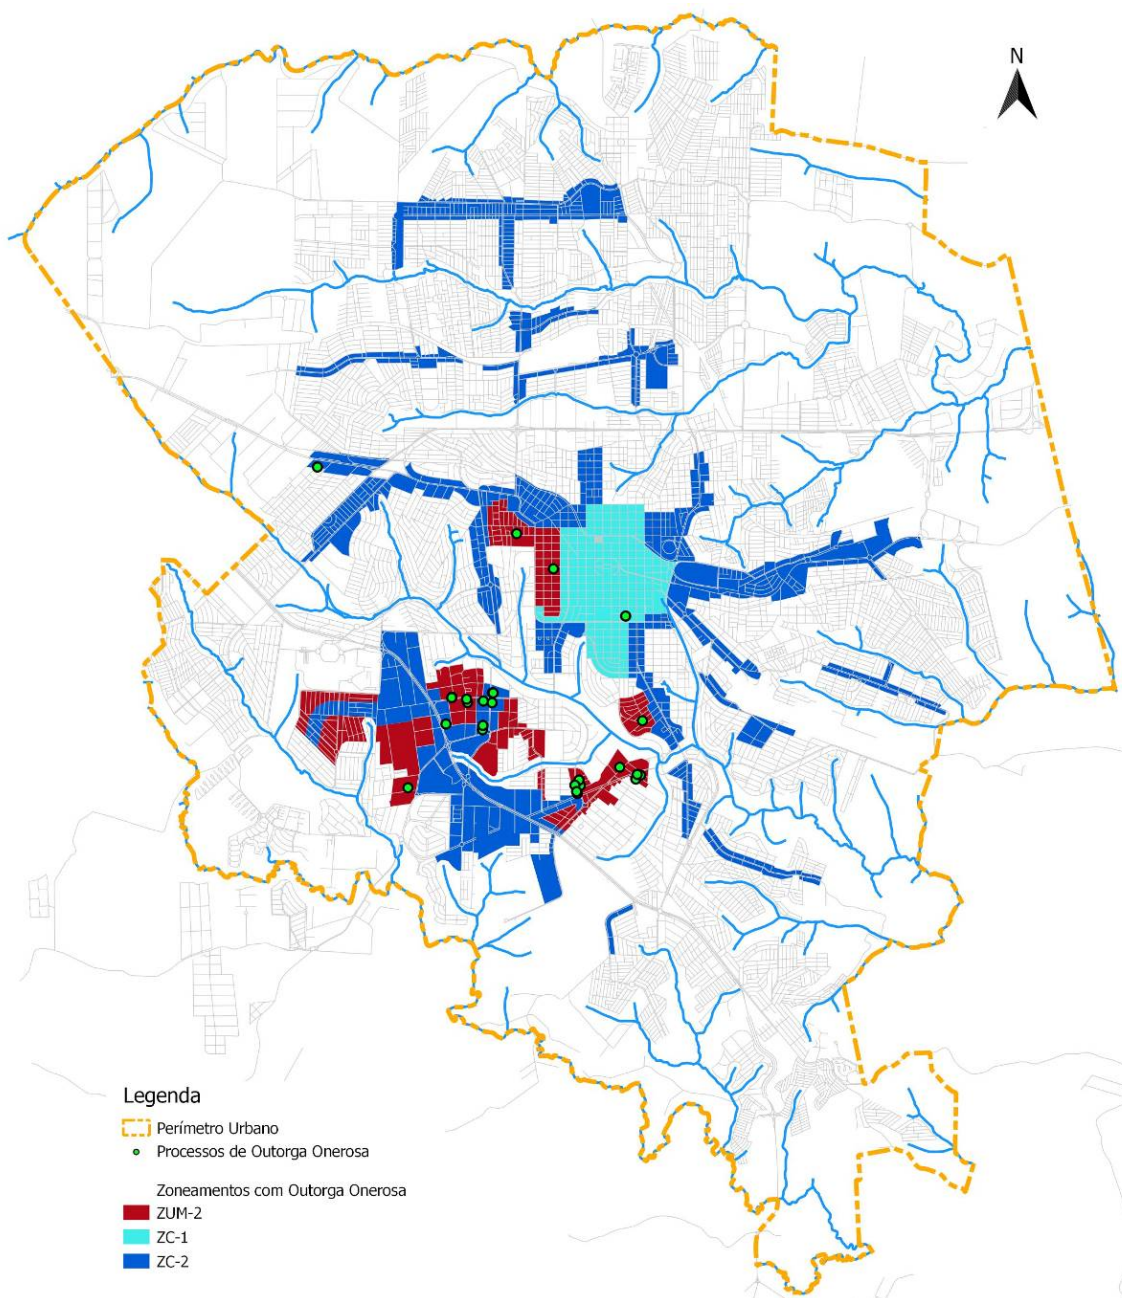 N
Legenda
Perímetro Urbano
Processos de Outorga Onerosa
Zoneamentos com Outorga Onerosa
ZUM-2
ZC-1
ZC-2